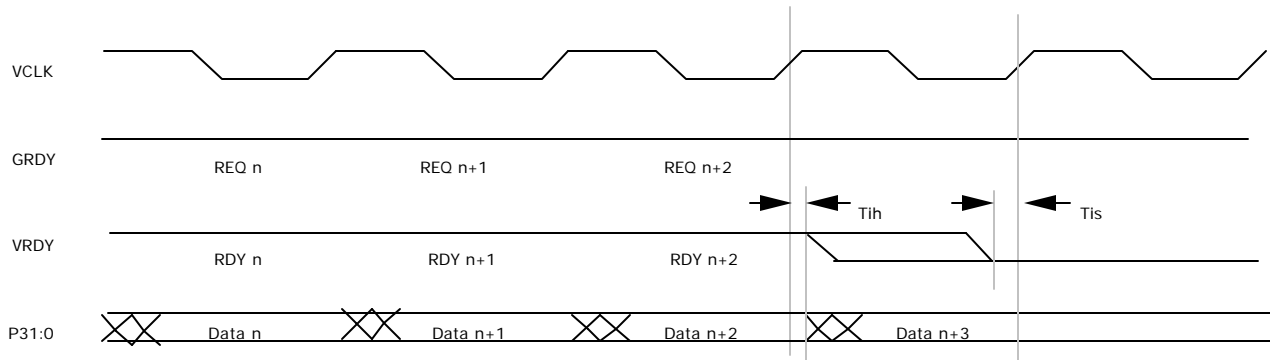 VCLK
GRDY
REQ n REQ n+1 REQ n+2
Tih Tis
VRDY
RDY n RDY n+1 RDY n+2
P31:0 Data n Data n+1 Data n+2 Data n+3